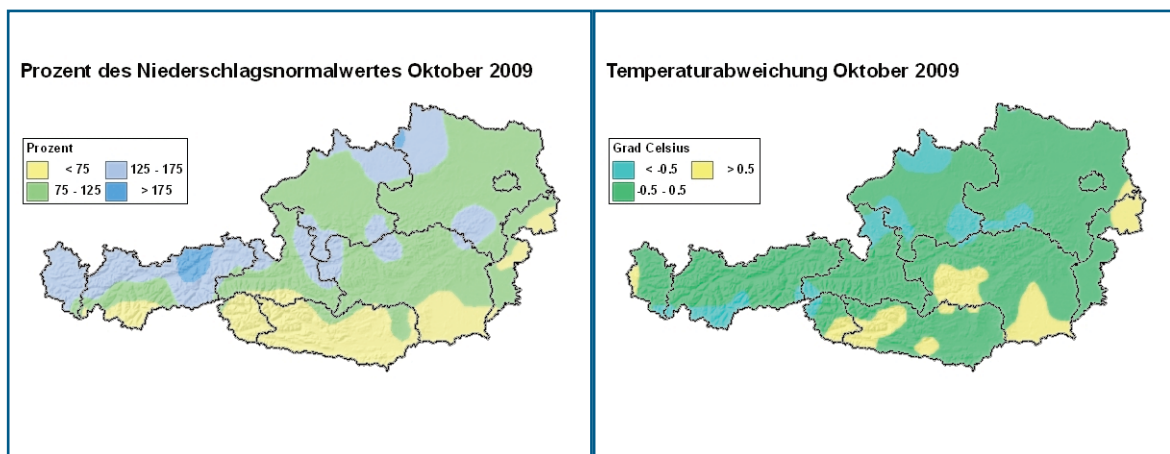 Prozent des Niederschlagsnormalwertes Oktober 2009
Prozent
< 75 125 - 175
75 - 125 > 175
Temperaturabweichung Oktober 2009
Grad Celsius
< -0.5 > 0.5
-0.5 - 0.5